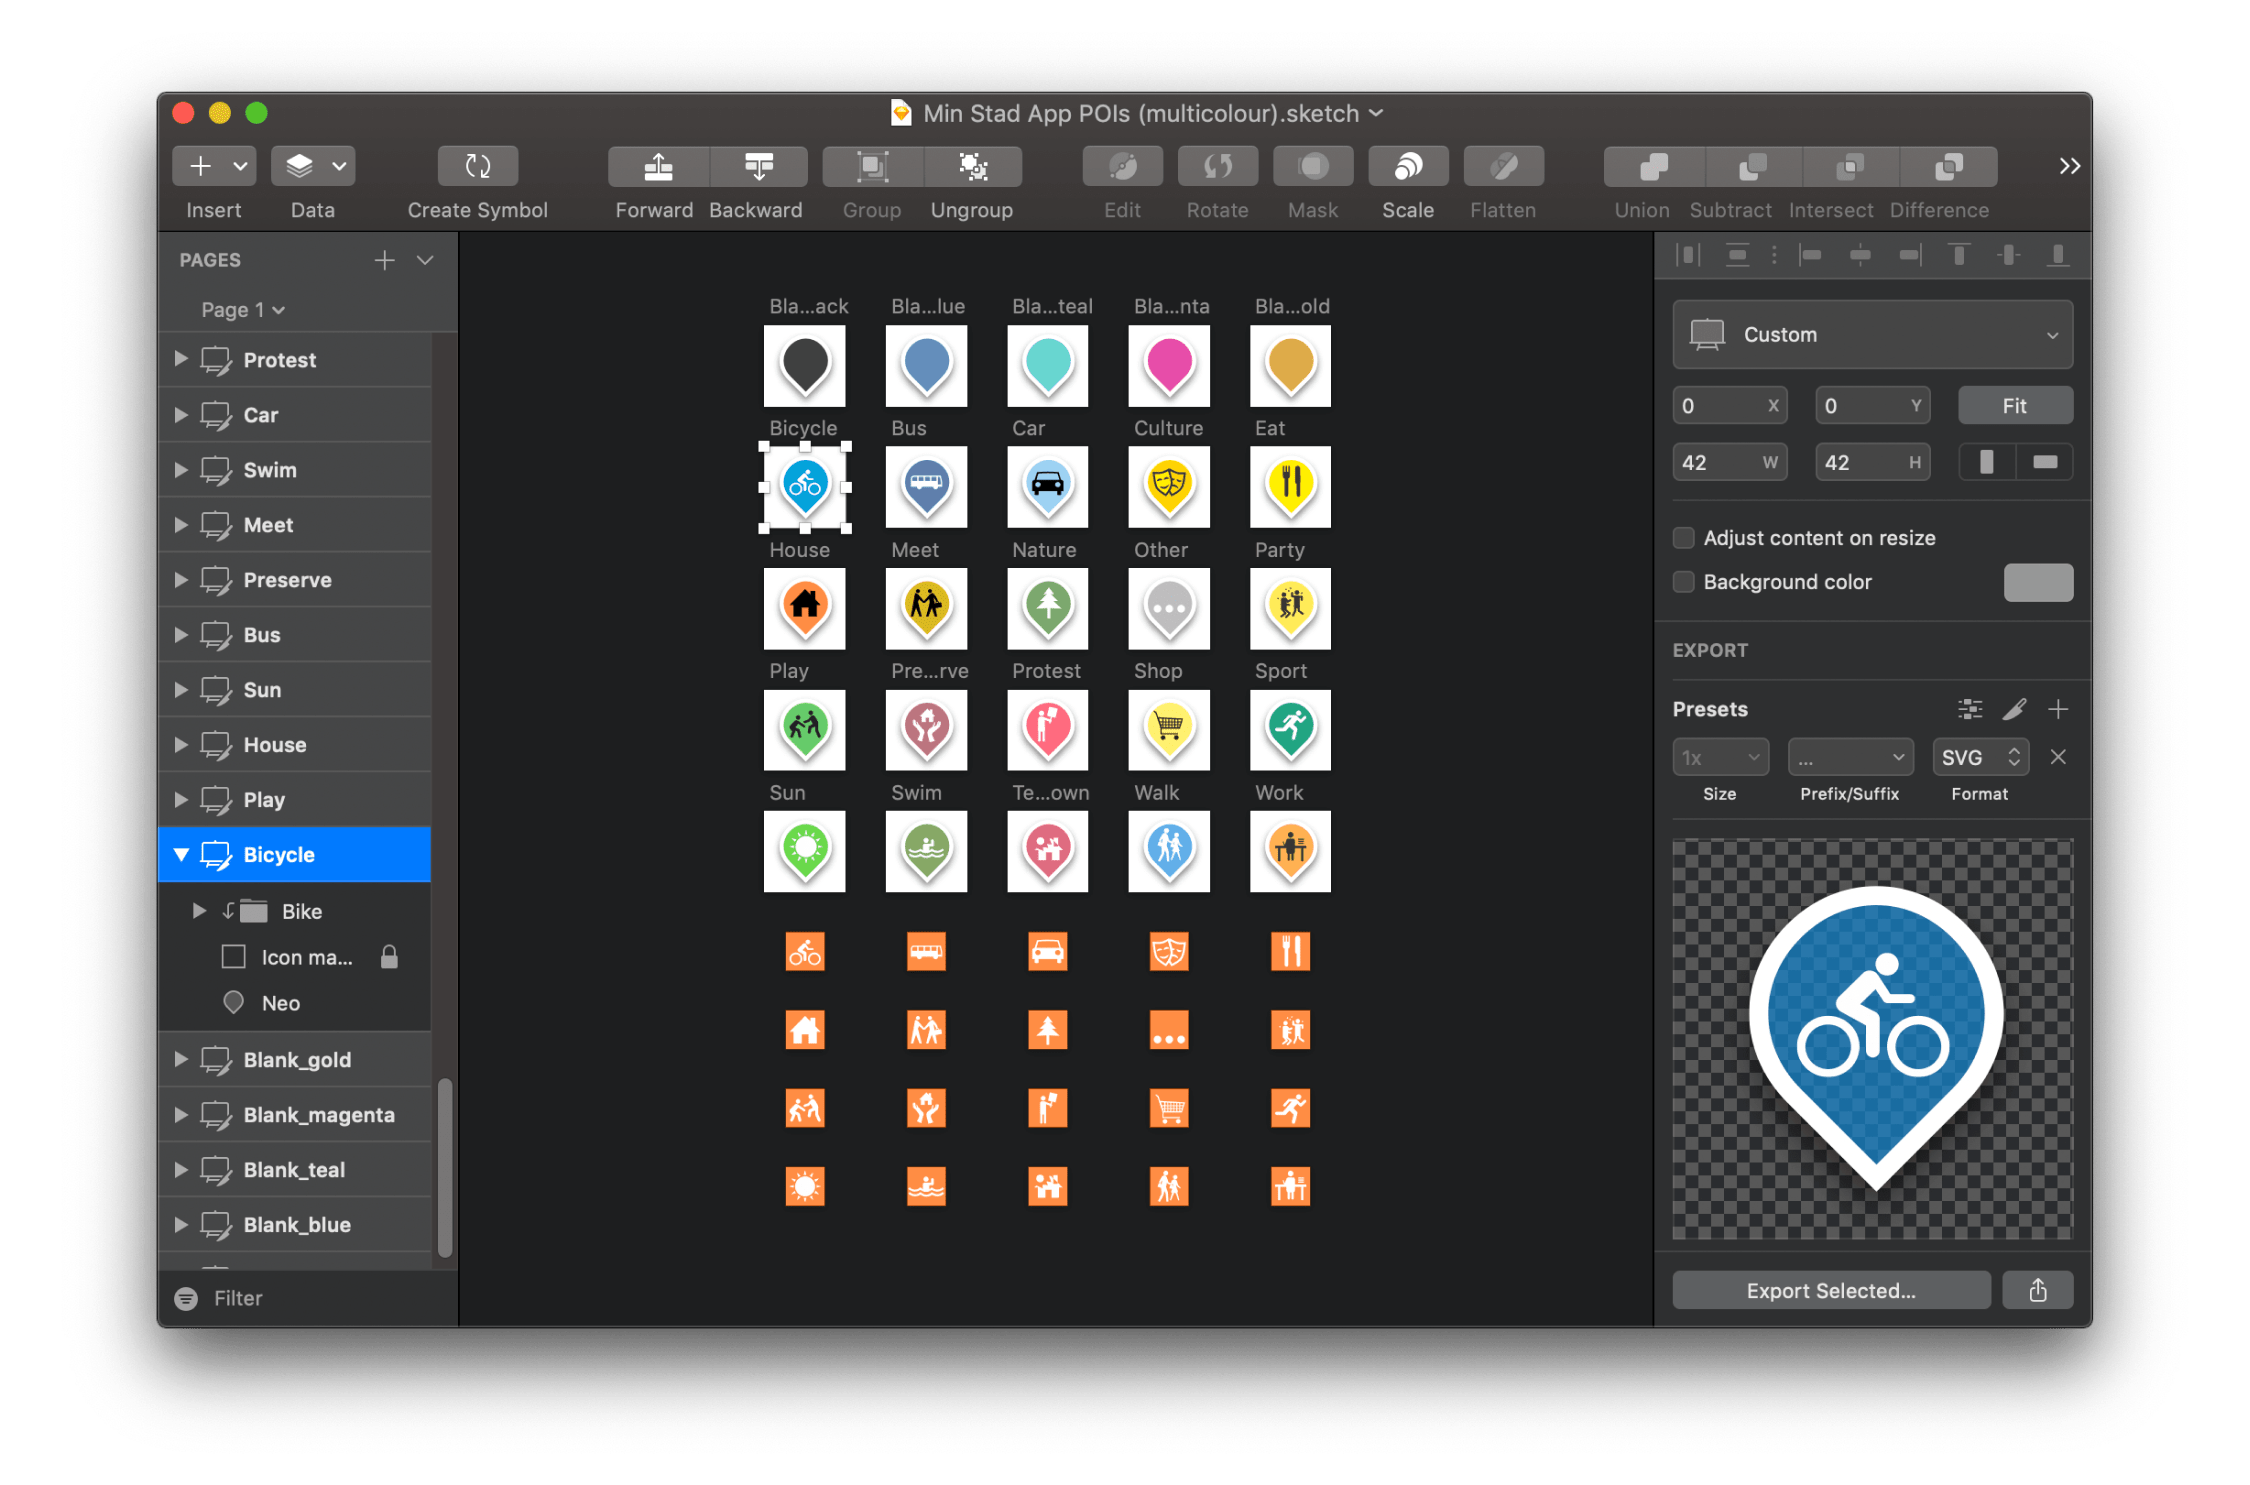 Min Stad App POIs (multicolour).sketch
Insert
Data
Create Symbol
Forward
Backward
Group
Ungroup
Edit
Rotate
Mask
Scale
Flatten
Union
Subtract
Intersect
Difference
PAGES
Page 1
Protest
Car
Swim
Meet
Preserve
Bus
Sun
House
Play
Bicycle
Bike
Icon ma...
Neo
Blank_gold
Blank_magenta
Blank_teal
Blank_blue
Filter
Bla...ack
Bla...lue
Bla...teal
Bla...nta
Bla...old
Bicycle
Bus
Car
Culture
Eat
House
Meet
Nature
Other
Party
Play
Pre...rve
Protest
Shop
Sport
Sun
Swim
Te...own
Walk
Work
Custom
0 X
0 Y
Fit
42 W
42 H
Adjust content on resize
Background color
EXPORT
Presets
1x
...
SVG
Size
Prefix/Suffix
Format
Export Selected...